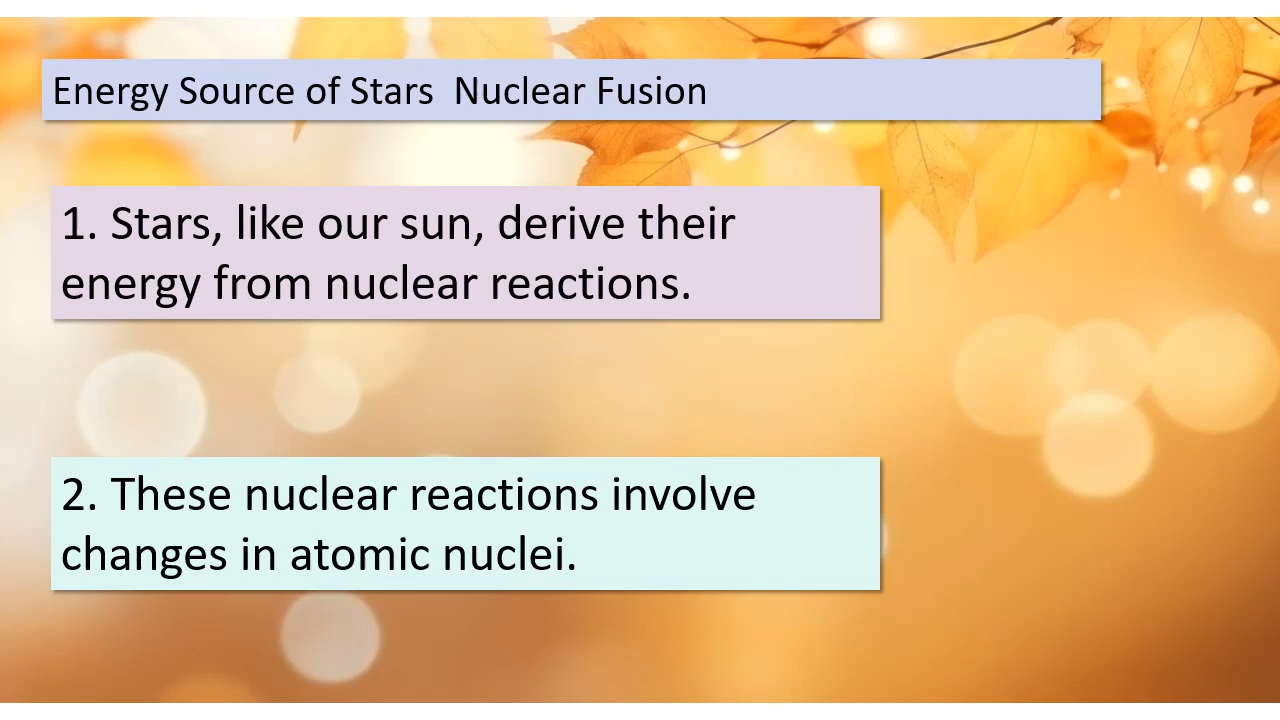 Energy Source of Stars  Nuclear Fusion
1. Stars, like our sun, derive their
energy from nuclear reactions.
2. These nuclear reactions involve
changes in atomic nuclei.